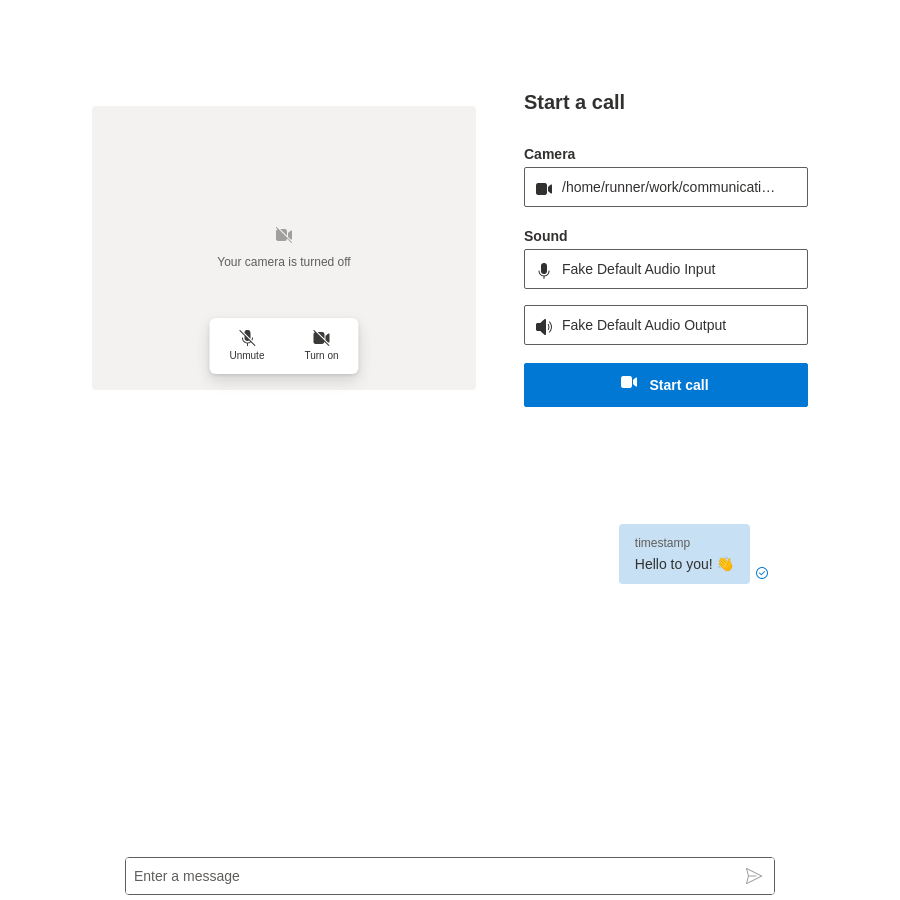 Start a call
Camera
/home/runner/work/communicati…
Sound
Fake Default Audio Input
Fake Default Audio Output
Start call
Your camera is turned off
Unmute
Turn on
timestamp
Hello to you! 👋
Enter a message